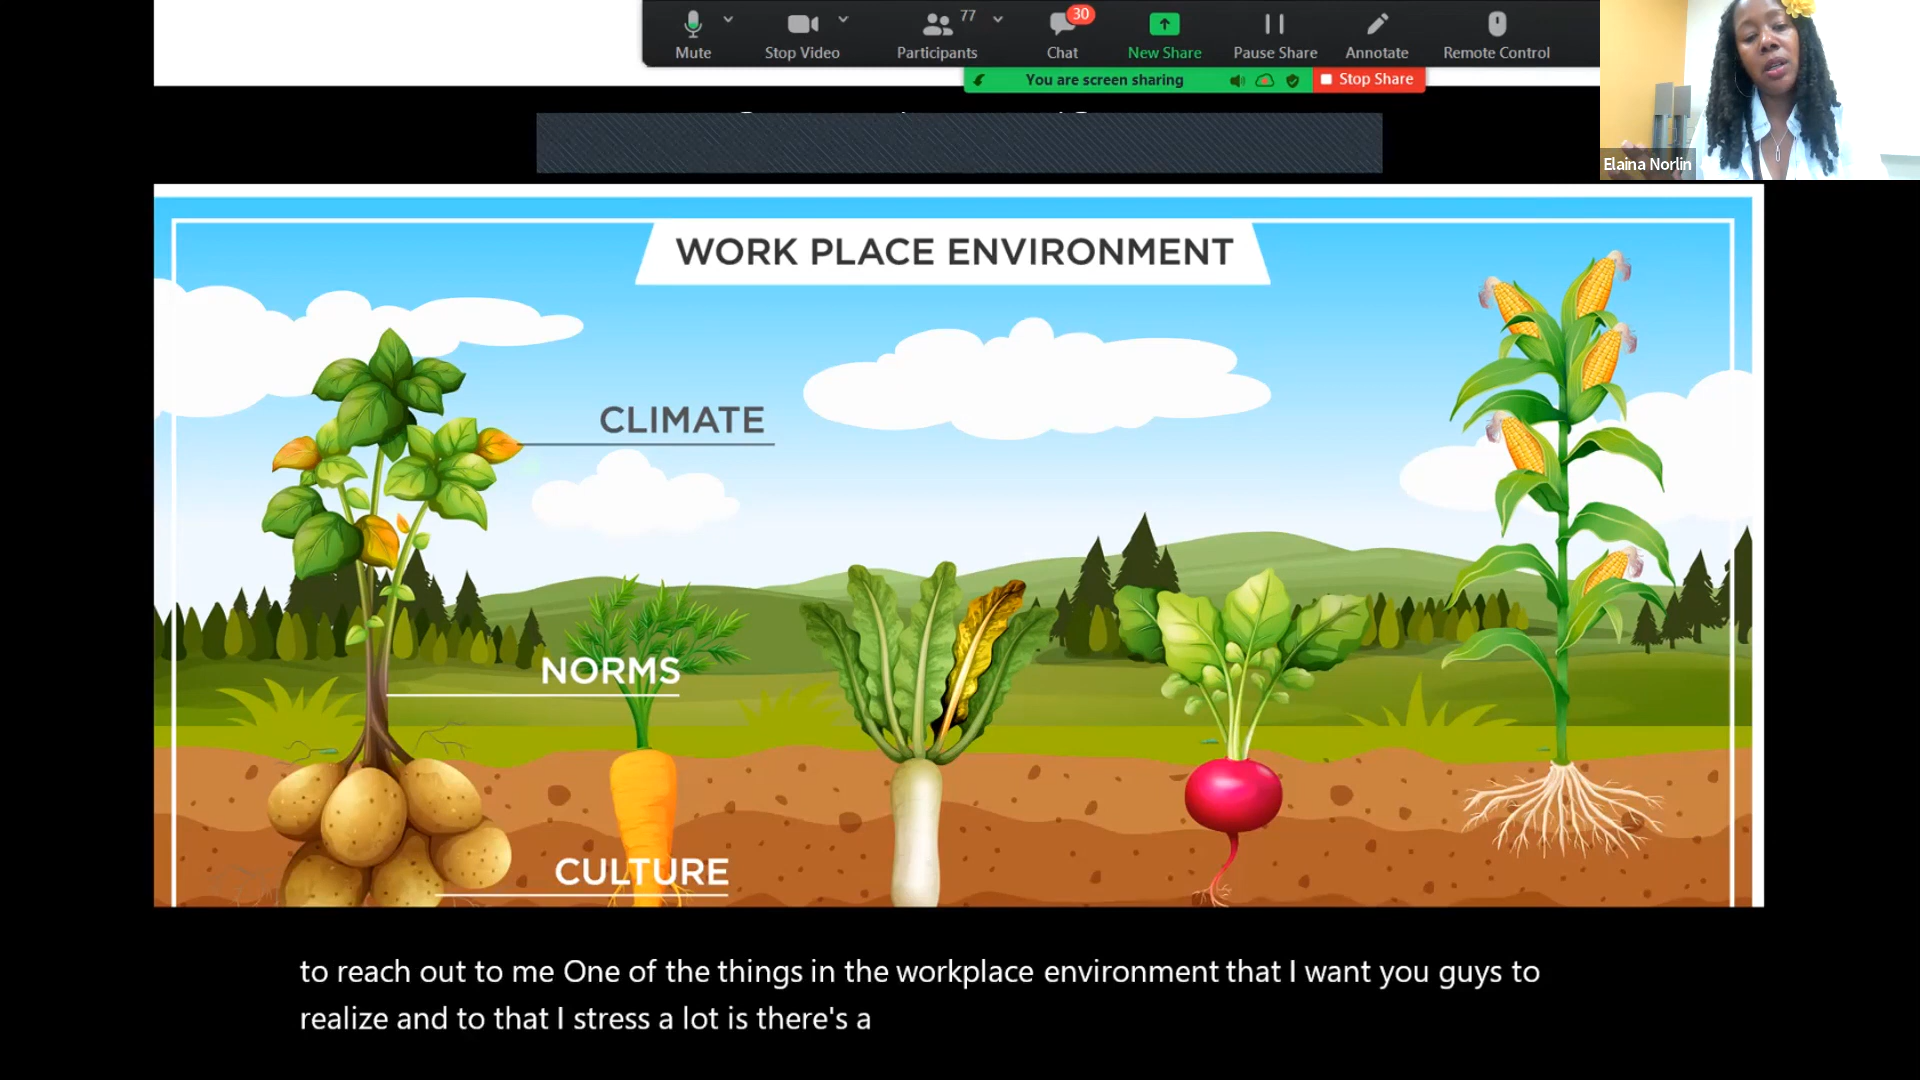 77
30
Mute
Stop Video
Participants
Chat
New Share
Pause Share
Annotate
Remote Control
You are screen sharing
Stop Share
Elaina Norlin
WORK PLACE ENVIRONMENT
CLIMATE
NORMS
CULTURE
to reach out to me One of the things in the workplace environment that I want you guys to
realize and to that I stress a lot is there's a